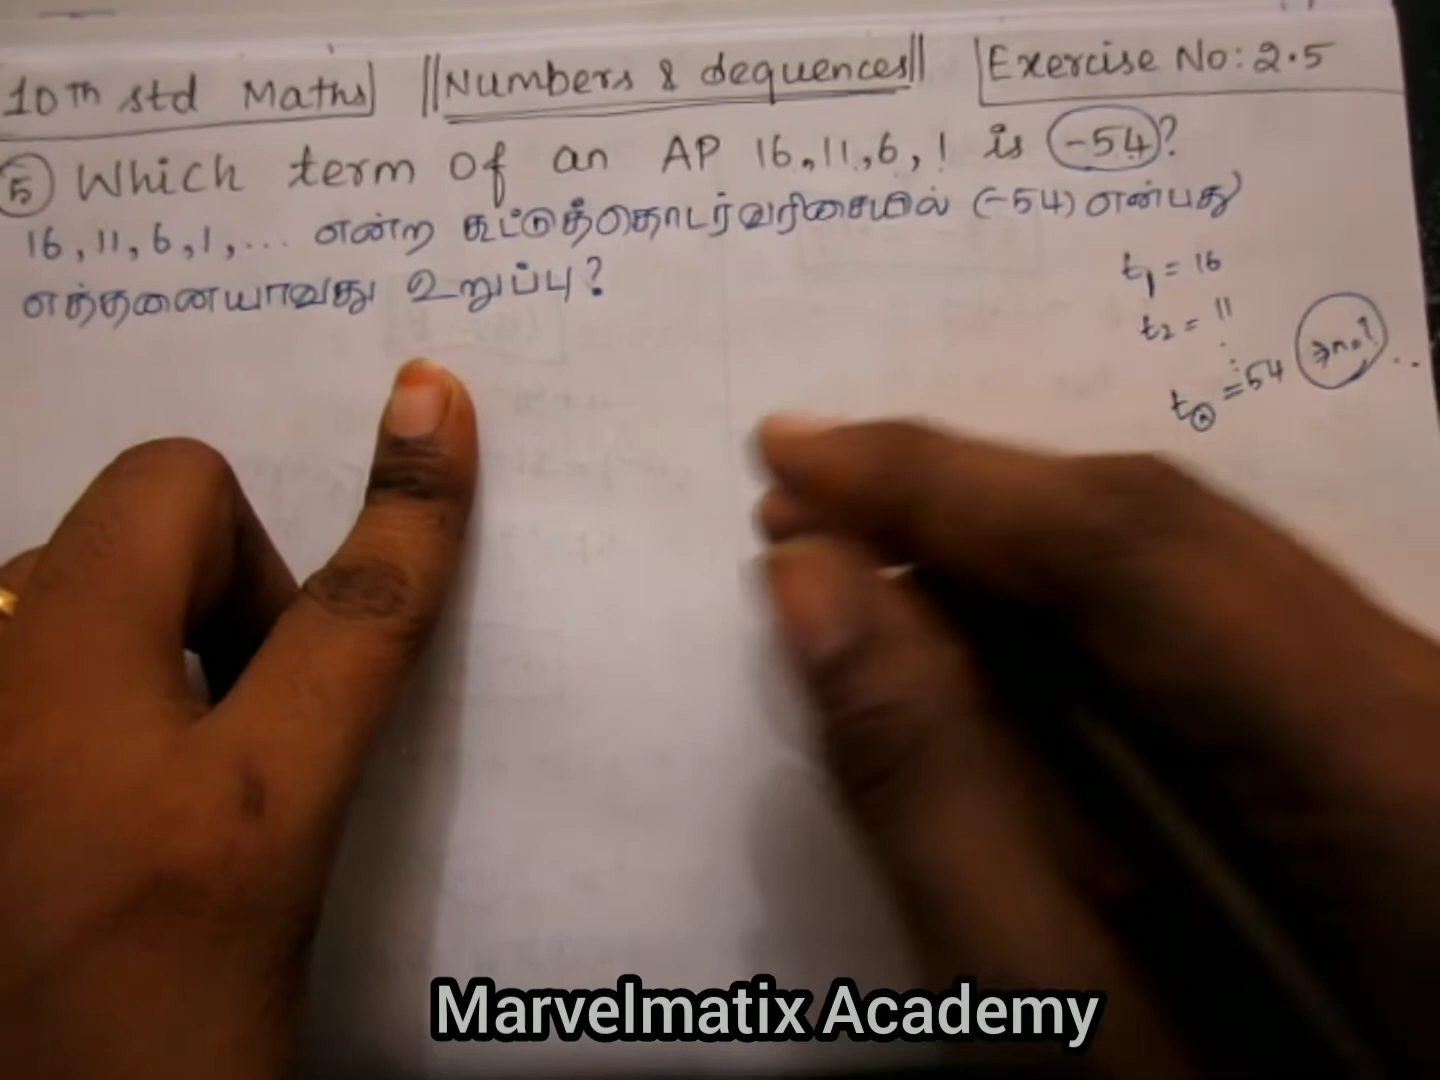 10th std Maths || Numbers & sequences || Exercise No: 2.5
5 Which term of an AP 16, 11, 6, 1 is -54?
16, 11, 6, 1, ... என்ற கூட்டுத்தொடர்வரிசையில் (-54) என்பது
எத்தனையாவது உறுப்பு?
t1 = 16
t2 = 11
⋮
tn = -54 ⇒ n=? ..
Marvelmatix Academy